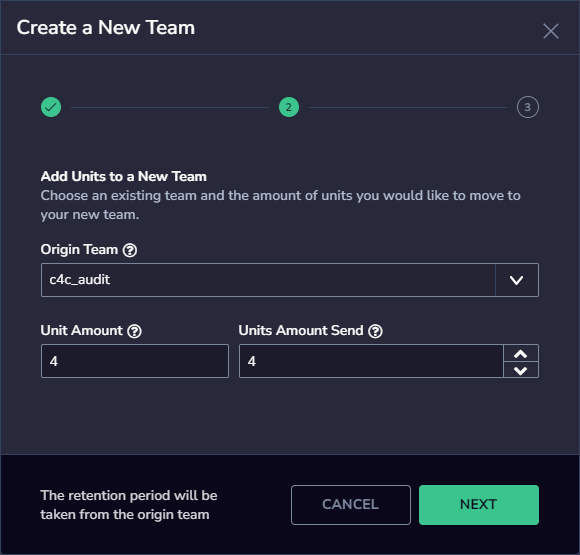 Create a New Team
2
3
Add Units to a New Team
Choose an existing team and the amount of units you would like to move to
your new team.
Origin Team ?
c4c_audit
Unit Amount ? Units Amount Send ?
4 4
The retention period will be
taken from the origin team
CANCEL NEXT